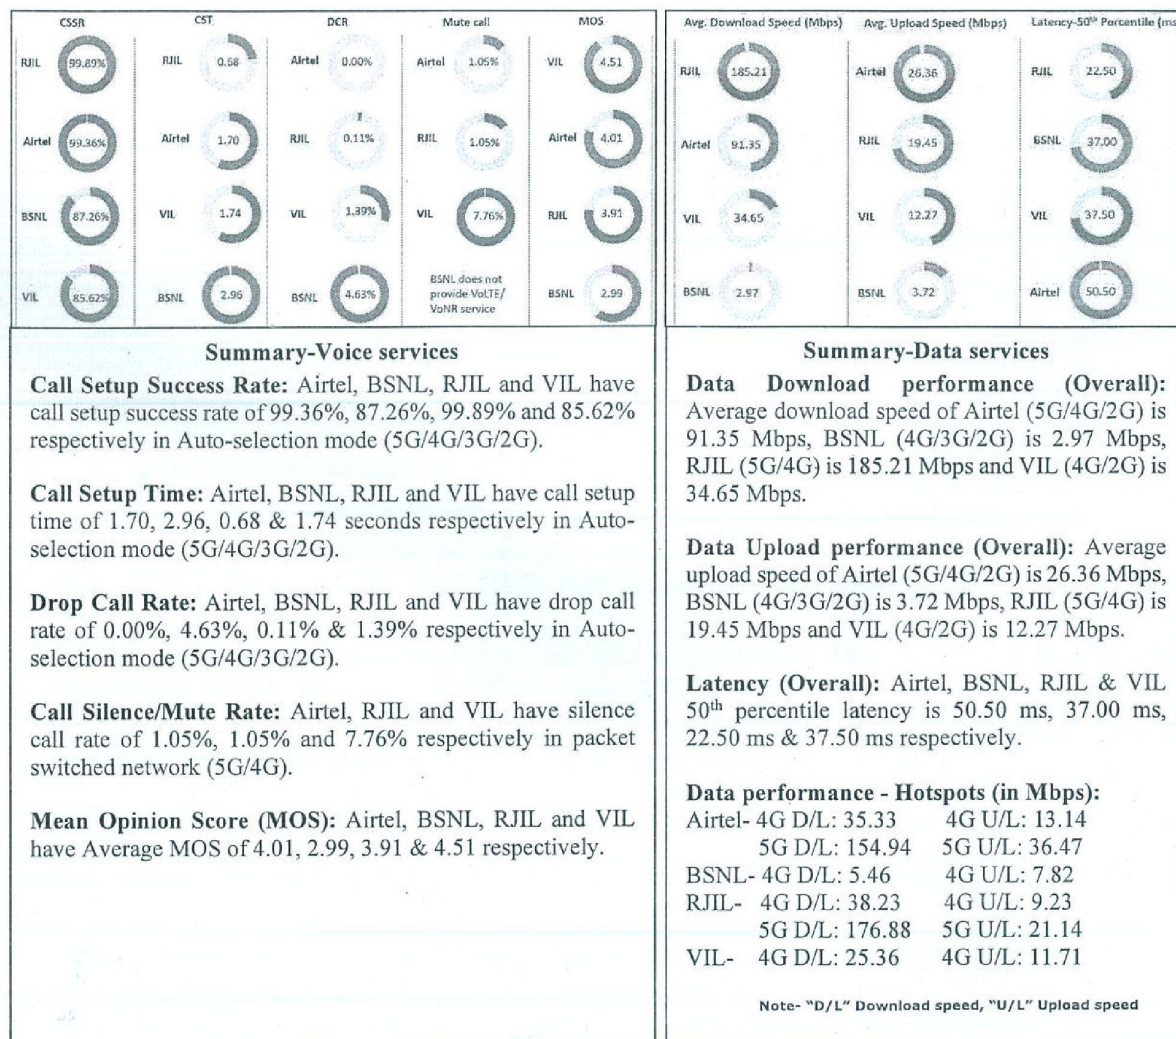 CSSR CST DCR Mute call MOS
RJIL 99.89% RJIL 0.68 Airtel 0.00% Airtel 1.05% VIL 4.51
Airtel 99.36% Airtel 1.70 RJIL 0.11% RJIL 1.05% Airtel 4.01
BSNL 87.26% VIL 1.74 VIL 1.39% VIL 7.76% RJIL 3.91
VIL 85.62% BSNL 2.96 BSNL 4.63% BSNL does not provide VoLTE/ VoNR service BSNL 2.99
Avg. Download Speed (Mbps) Avg. Upload Speed (Mbps) Latency-50th Percentile (ms
RJIL 185.21 Airtel 26.36 RJIL 22.50
Airtel 91.35 RJIL 19.45 BSNL 37.00
VIL 34.65 VIL 12.27 VIL 37.50
BSNL 2.97 BSNL 3.72 Airtel 50.50
Summary-Voice services
Call Setup Success Rate: Airtel, BSNL, RJIL and VIL have
call setup success rate of 99.36%, 87.26%, 99.89% and 85.62%
respectively in Auto-selection mode (5G/4G/3G/2G).
Call Setup Time: Airtel, BSNL, RJIL and VIL have call setup
time of 1.70, 2.96, 0.68 & 1.74 seconds respectively in Auto-
selection mode (5G/4G/3G/2G).
Drop Call Rate: Airtel, BSNL, RJIL and VIL have drop call
rate of 0.00%, 4.63%, 0.11% & 1.39% respectively in Auto-
selection mode (5G/4G/3G/2G).
Call Silence/Mute Rate: Airtel, RJIL and VIL have silence
call rate of 1.05%, 1.05% and 7.76% respectively in packet
switched network (5G/4G).
Mean Opinion Score (MOS): Airtel, BSNL, RJIL and VIL
have Average MOS of 4.01, 2.99, 3.91 & 4.51 respectively.
Summary-Data services
Data Download performance (Overall):
Average download speed of Airtel (5G/4G/2G) is
91.35 Mbps, BSNL (4G/3G/2G) is 2.97 Mbps,
RJIL (5G/4G) is 185.21 Mbps and VIL (4G/2G) is
34.65 Mbps.
Data Upload performance (Overall): Average
upload speed of Airtel (5G/4G/2G) is 26.36 Mbps,
BSNL (4G/3G/2G) is 3.72 Mbps, RJIL (5G/4G) is
19.45 Mbps and VIL (4G/2G) is 12.27 Mbps.
Latency (Overall): Airtel, BSNL, RJIL & VIL
50th percentile latency is 50.50 ms, 37.00 ms,
22.50 ms & 37.50 ms respectively.
Data performance - Hotspots (in Mbps):
Airtel- 4G D/L: 35.33 4G U/L: 13.14
5G D/L: 154.94 5G U/L: 36.47
BSNL- 4G D/L: 5.46 4G U/L: 7.82
RJIL- 4G D/L: 38.23 4G U/L: 9.23
5G D/L: 176.88 5G U/L: 21.14
VIL- 4G D/L: 25.36 4G U/L: 11.71
Note- "D/L" Download speed, "U/L" Upload speed